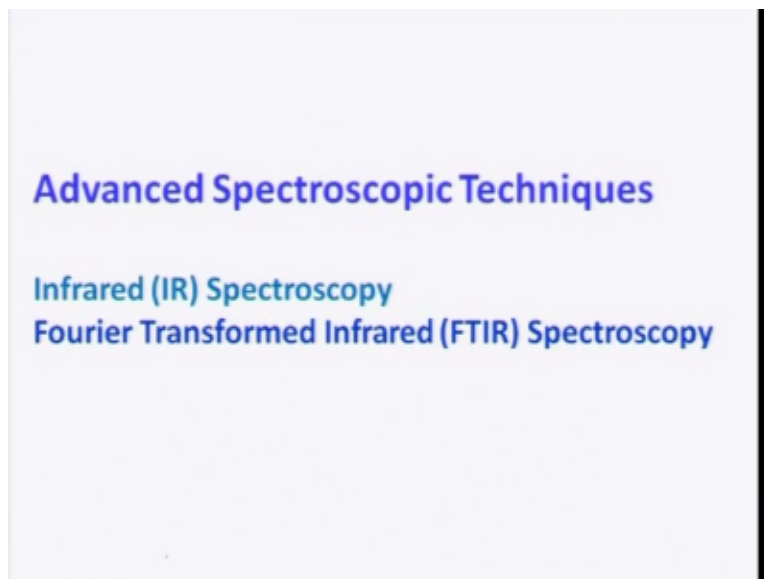 Advanced Spectroscopic Techniques
Infrared (IR) Spectroscopy
Fourier Transformed Infrared (FTIR) Spectroscopy